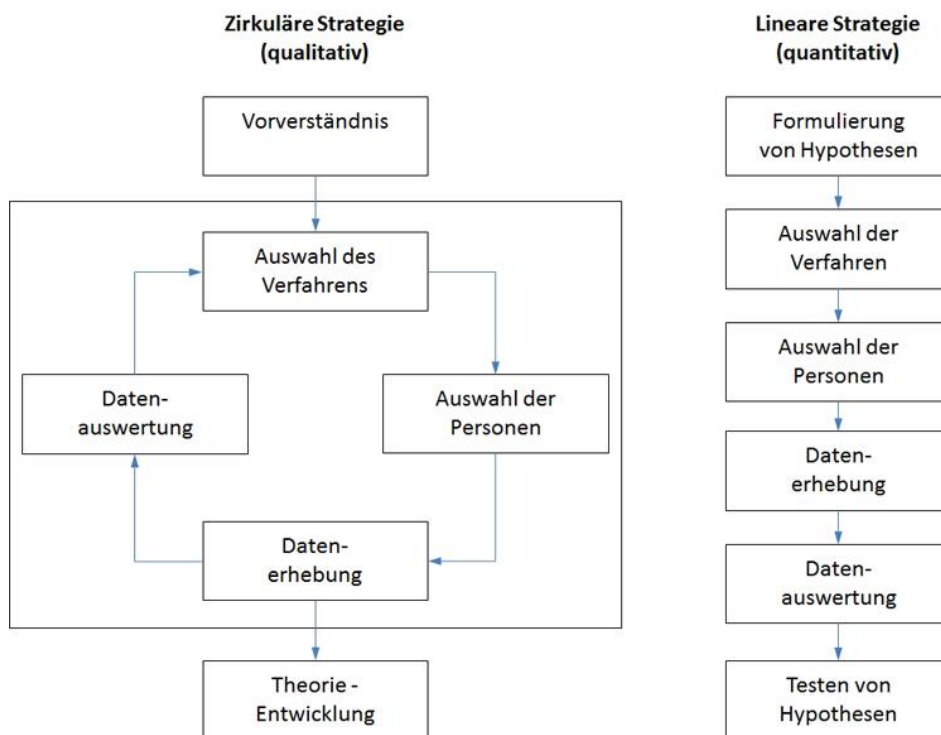 Zirkuläre Strategie
(qualitativ)
Vorverständnis
Auswahl des
Verfahrens
Auswahl der
Personen
Daten-
erhebung
Daten-
auswertung
Theorie -
Entwicklung
Lineare Strategie
(quantitativ)
Formulierung
von Hypothesen
Auswahl der
Verfahren
Auswahl der
Personen
Daten-
erhebung
Daten-
auswertung
Testen von
Hypothesen